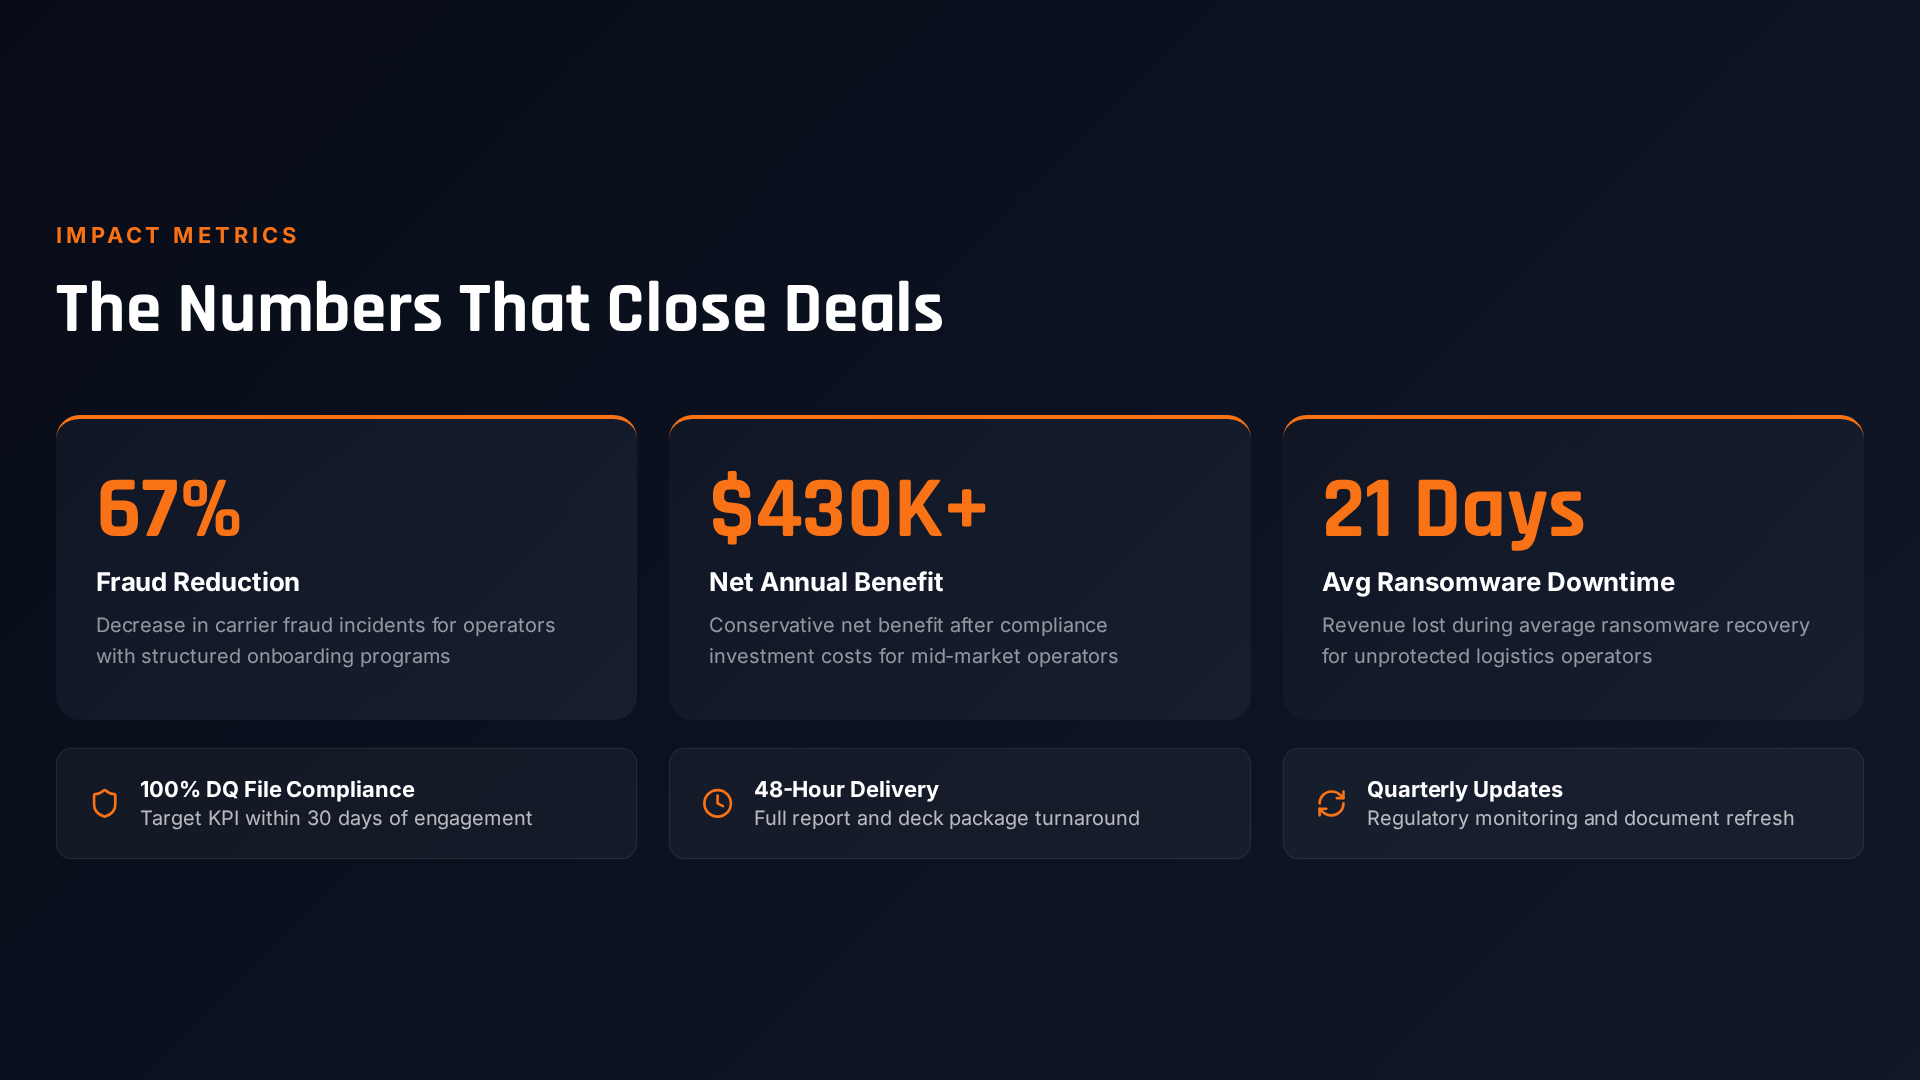 IMPACT METRICS
The Numbers That Close Deals
67%
Fraud Reduction
Decrease in carrier fraud incidents for operators
with structured onboarding programs
$430K+
Net Annual Benefit
Conservative net benefit after compliance
investment costs for mid-market operators
21 Days
Avg Ransomware Downtime
Revenue lost during average ransomware recovery
for unprotected logistics operators
100% DQ File Compliance
Target KPI within 30 days of engagement
48-Hour Delivery
Full report and deck package turnaround
Quarterly Updates
Regulatory monitoring and document refresh